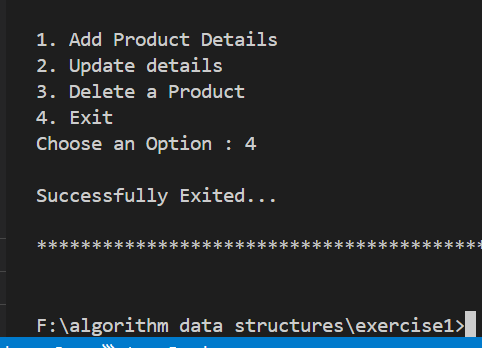 1. Add Product Details
2. Update details
3. Delete a Product
4. Exit
Choose an Option : 4
Successfully Exited...
*****************************************
F:\algorithm data structures\exercise1>